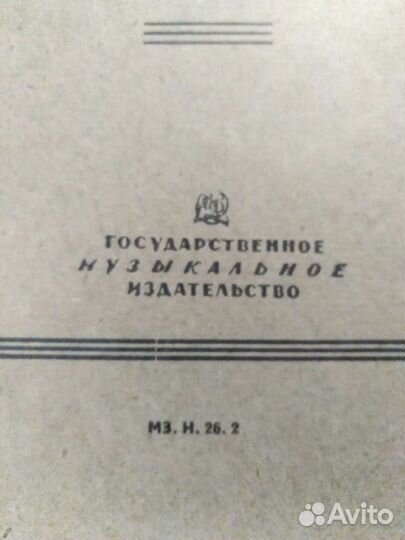 ГОСУДАРСТВЕННОЕ
МУЗЫКАЛЬНОЕ
ИЗДАТЕЛЬСТВО
МЗ. Н. 26. 2
Avito